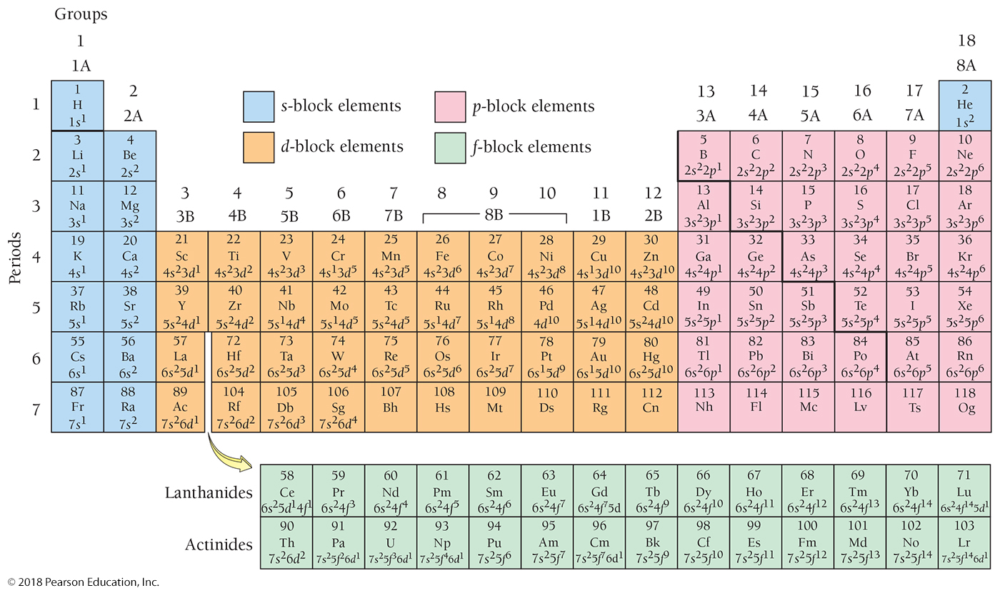 Groups
1 18
1A 8A
1 2 13 14 15 16 17 2
1 H 2A s-block elements p-block elements 3A 4A 5A 6A 7A He
1s¹ 1s²
3 4 d-block elements f-block elements 5 6 7 8 9 10
2 Li Be B C N O F Ne
2s¹ 2s² 2s²2p¹ 2s²2p² 2s²2p³ 2s²2p⁴ 2s²2p⁵ 2s²2p⁶
11 12 3 4 5 6 7 8 9 10 11 12 13 14 15 16 17 18
3 Na Mg 3B 4B 5B 6B 7B 8B 1B 2B Al Si P S Cl Ar
3s¹ 3s² 3s²3p¹ 3s²3p² 3s²3p³ 3s²3p⁴ 3s²3p⁵ 3s²3p⁶
Periods
19 20 21 22 23 24 25 26 27 28 29 30 31 32 33 34 35 36
4 K Ca Sc Ti V Cr Mn Fe Co Ni Cu Zn Ga Ge As Se Br Kr
4s¹ 4s² 4s²3d¹ 4s²3d² 4s²3d³ 4s¹3d⁵ 4s²3d⁵ 4s²3d⁶ 4s²3d⁷ 4s²3d⁸ 4s¹3d¹⁰ 4s²3d¹⁰ 4s²4p¹ 4s²4p² 4s²4p³ 4s²4p⁴ 4s²4p⁵ 4s²4p⁶
37 38 39 40 41 42 43 44 45 46 47 48 49 50 51 52 53 54
5 Rb Sr Y Zr Nb Mo Tc Ru Rh Pd Ag Cd In Sn Sb Te I Xe
5s¹ 5s² 5s²4d¹ 5s²4d² 5s¹4d⁴ 5s¹4d⁵ 5s²4d⁵ 5s¹4d⁷ 5s¹4d⁸ 4d¹⁰ 5s¹4d¹⁰ 5s²4d¹⁰ 5s²5p¹ 5s²5p² 5s²5p³ 5s²5p⁴ 5s²5p⁵ 5s²5p⁶
55 56 57 72 73 74 75 76 77 78 79 80 81 82 83 84 85 86
6 Cs Ba La Hf Ta W Re Os Ir Pt Au Hg Tl Pb Bi Po At Rn
6s¹ 6s² 6s²5d¹ 6s²5d² 6s²5d³ 6s²5d⁴ 6s²5d⁵ 6s²5d⁶ 6s²5d⁷ 6s¹5d⁹ 6s¹5d¹⁰ 6s²5d¹⁰ 6s²6p¹ 6s²6p² 6s²6p³ 6s²6p⁴ 6s²6p⁵ 6s²6p⁶
87 88 89 104 105 106 107 108 109 110 111 112 113 114 115 116 117 118
7 Fr Ra Ac Rf Db Sg Bh Hs Mt Ds Rg Cn Nh Fl Mc Lv Ts Og
7s¹ 7s² 7s²6d¹ 7s²6d² 7s²6d³ 7s²6d⁴
58 59 60 61 62 63 64 65 66 67 68 69 70 71
Lanthanides Ce Pr Nd Pm Sm Eu Gd Tb Dy Ho Er Tm Yb Lu
6s²5d¹4f¹ 6s²4f³ 6s²4f⁴ 6s²4f⁵ 6s²4f⁶ 6s²4f⁷ 6s²4f⁷5d 6s²4f⁹ 6s²4f¹⁰ 6s²4f¹¹ 6s²4f¹² 6s²4f¹³ 6s²4f¹⁴ 6s²4f¹⁴5d¹
90 91 92 93 94 95 96 97 98 99 100 101 102 103
Actinides Th Pa U Np Pu Am Cm Bk Cf Es Fm Md No Lr
7s²6d² 7s²5f²6d¹ 7s²5f³6d¹ 7s²5f⁴6d¹ 7s²5f⁶ 7s²5f⁷ 7s²5f⁷6d¹ 7s²5f⁹ 7s²5f¹⁰ 7s²5f¹¹ 7s²5f¹² 7s²5f¹³ 7s²5f¹⁴ 7s²5f¹⁴6d¹
© 2018 Pearson Education, Inc.